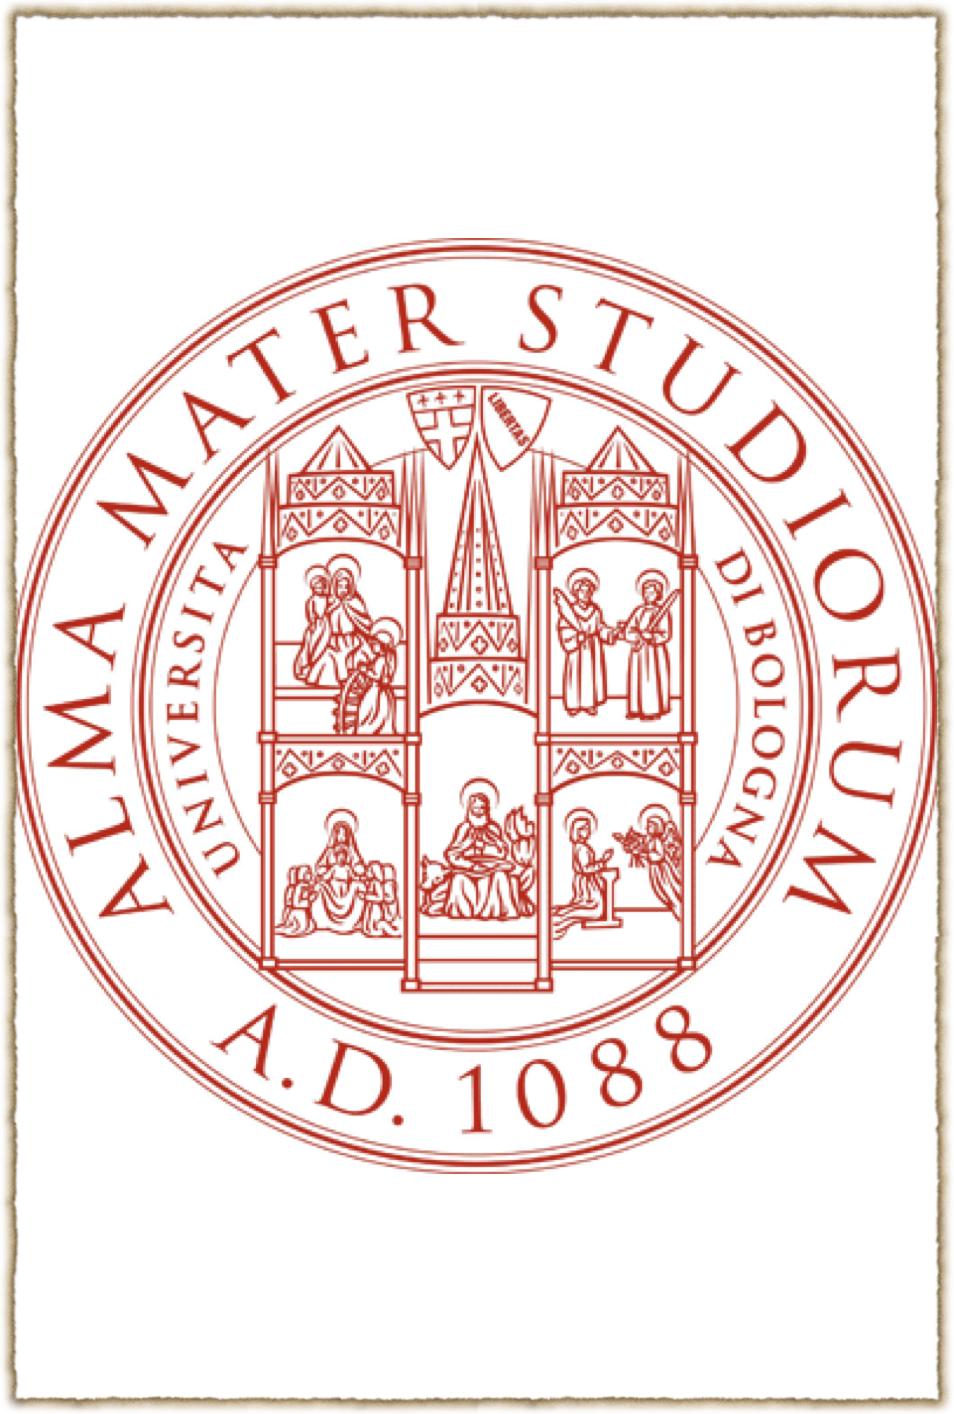 ALMA MATER STUDIORUM
A.D. 1088
UNIVERSITA
DI BOLOGNA
LIBERTAS